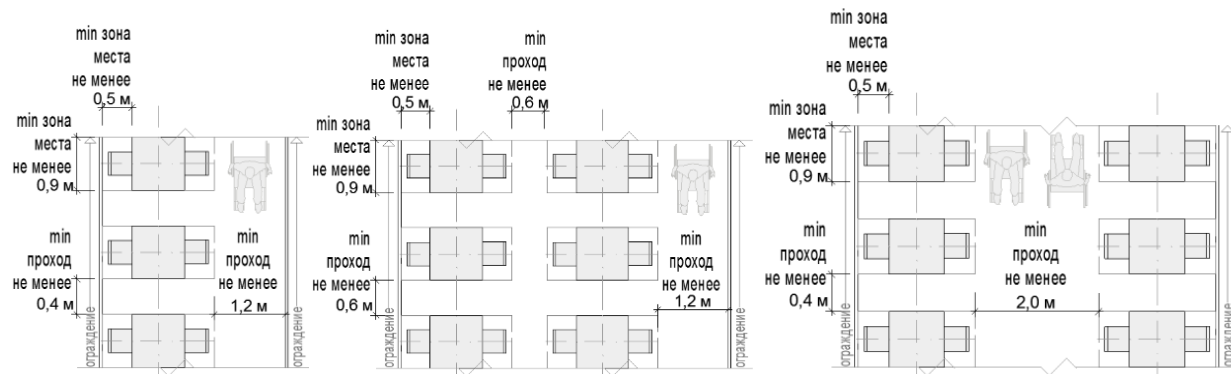 min зона
места
не менее
0,5 м
min зона
места
не менее
0,9 м
min
проход
не менее
0,4 м
min
проход
не менее
1,2 м
ограждение
ограждение
min зона
места
не менее
0,5 м
min
проход
не менее
0,6 м
min зона
места
не менее
0,9 м
min
проход
не менее
0,6 м
min
проход
не менее
1,2 м
ограждение
ограждение
min зона
места
не менее
0,5 м
min зона
места
не менее
0,9 м
min
проход
не менее
0,4 м
min
проход
не менее
2,0 м
ограждение
ограждение